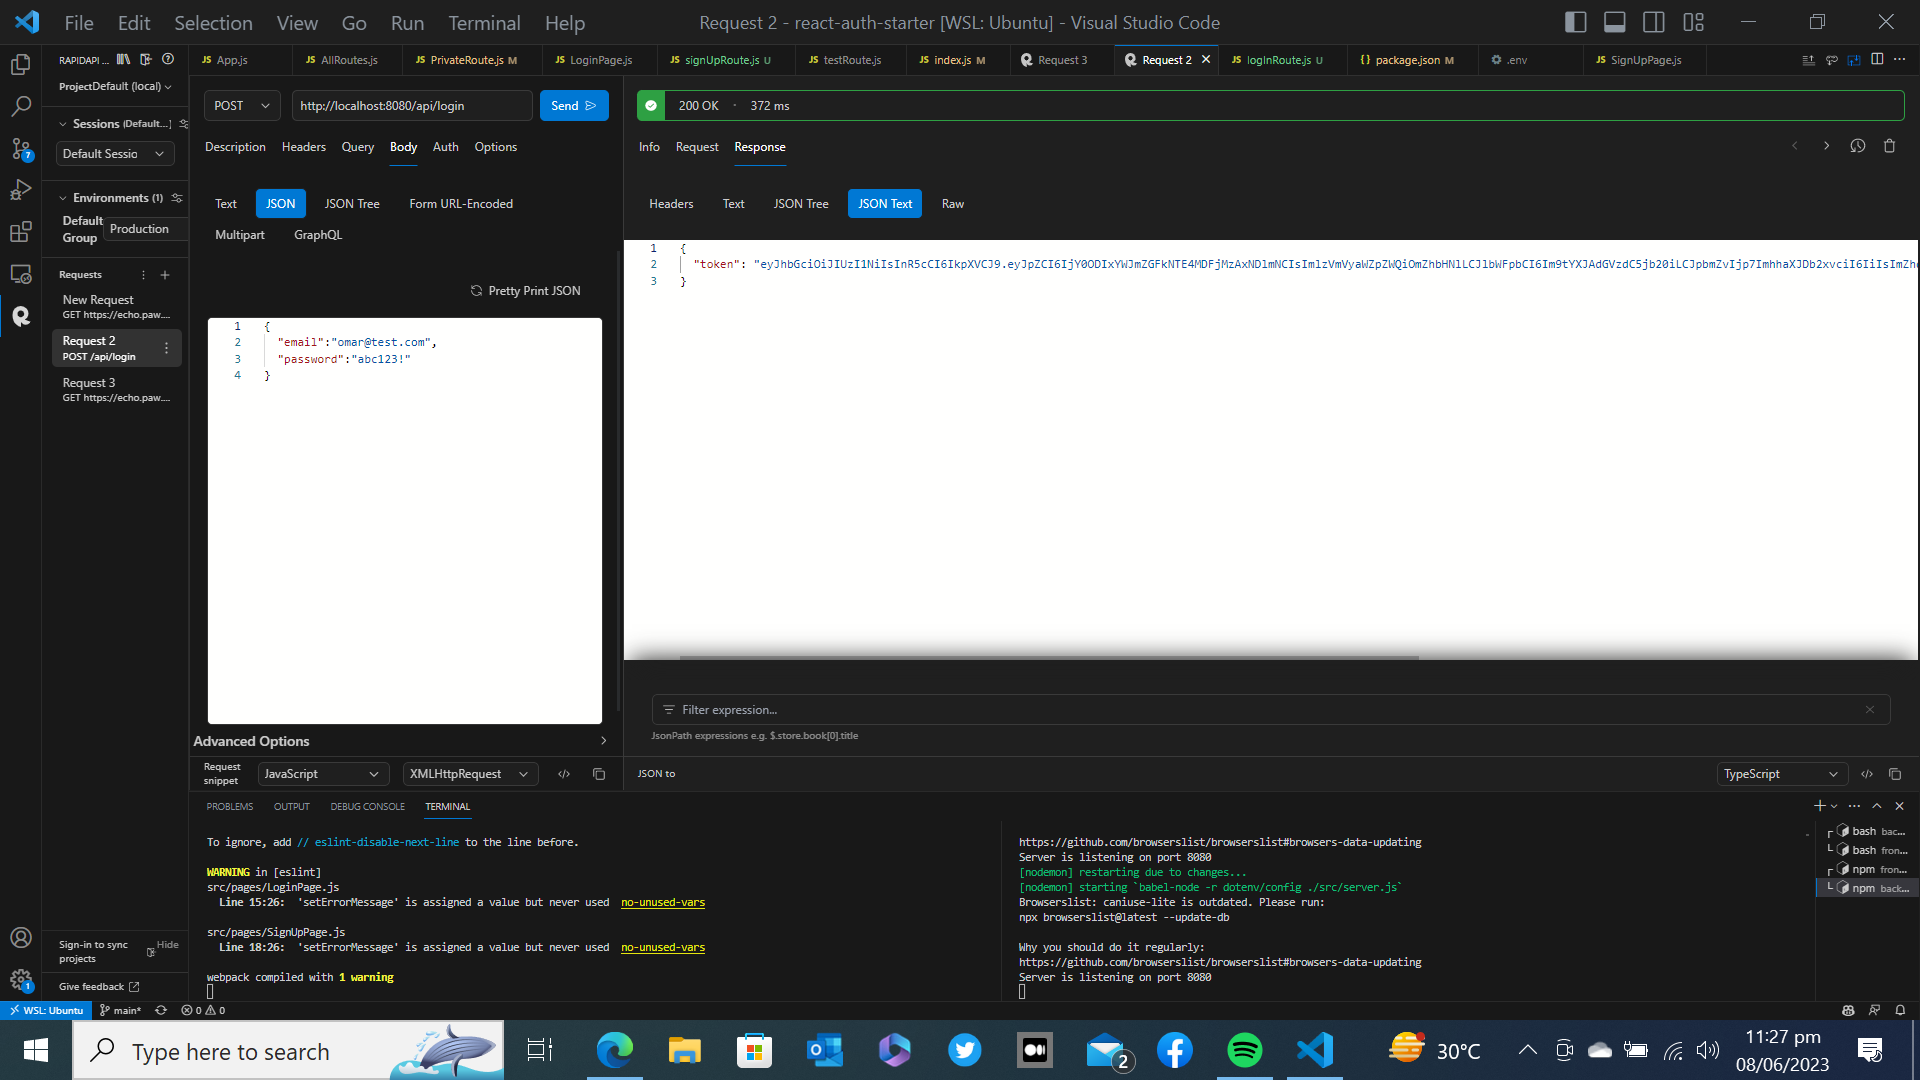 File Edit Selection View Go Run Terminal Help
Request 2 - react-auth-starter [WSL: Ubuntu] - Visual Studio Code
RAPIDAPI ...
ProjectDefault (local)
Sessions (Default...]
Default Sessio
Environments (1)
Default Group
Production
Requests
New Request
GET https://echo.paw....
Request 2
POST /api/login
Request 3
GET https://echo.paw....
Sign-in to sync projects
Hide
Give feedback
JS App.js
JS AllRoutes.js
JS PrivateRoute.js M
JS LoginPage.js
JS signUpRoute.js U
JS testRoute.js
JS index.js M
Request 3
Request 2
JS logInRoute.js U
{} package.json M
.env
JS SignUpPage.js
POST
http://localhost:8080/api/login
Send
Description Headers Query Body Auth Options
Text JSON JSON Tree Form URL-Encoded
Multipart GraphQL
Pretty Print JSON
1 {
2 "email":"omar@test.com",
3 "password":"abc123!"
4 }
Advanced Options
Request snippet
JavaScript
XMLHttpRequest
200 OK · 372 ms
Info Request Response
Headers Text JSON Tree JSON Text Raw
1 {
2 "token":
3 }
Filter expression...
JsonPath expressions e.g. $.store.book[0].title
JSON to
TypeScript
PROBLEMS OUTPUT DEBUG CONSOLE TERMINAL
To ignore, add // eslint-disable-next-line to the line before.
WARNING in [eslint]
src/pages/LoginPage.js
Line 15:26: 'setErrorMessage' is assigned a value but never used no-unused-vars
src/pages/SignUpPage.js
Line 18:26: 'setErrorMessage' is assigned a value but never used no-unused-vars
webpack compiled with 1 warning
https://github.com/browserslist/browserslist#browsers-data-updating
Server is listening on port 8080
[nodemon] restarting due to changes...
[nodemon] starting `babel-node -r dotenv/config ./src/server.js`
Browserslist: caniuse-lite is outdated. Please run:
npx browserslist@latest --update-db
Why you should do it regularly:
https://github.com/browserslist/browserslist#browsers-data-updating
Server is listening on port 8080
bash bac...
bash fron...
npm fron...
npm back...
7
1
WSL: Ubuntu main* 0 0
Type here to search
2
30°C
11:27 pm
08/06/2023